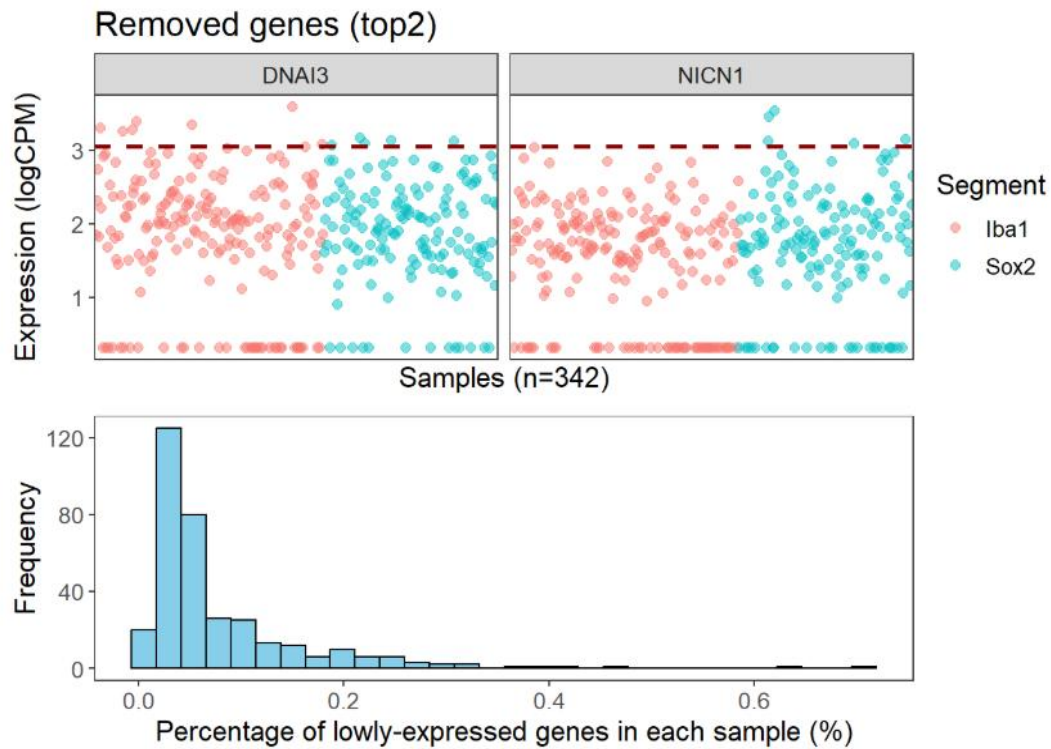 Removed genes (top2)
DNAI3
NICN1
Expression (logCPM)
3
2
1
Samples (n=342)
Segment
Iba1
Sox2
Frequency
120
80
40
0
0.0 0.2 0.4 0.6
Percentage of lowly-expressed genes in each sample (%)